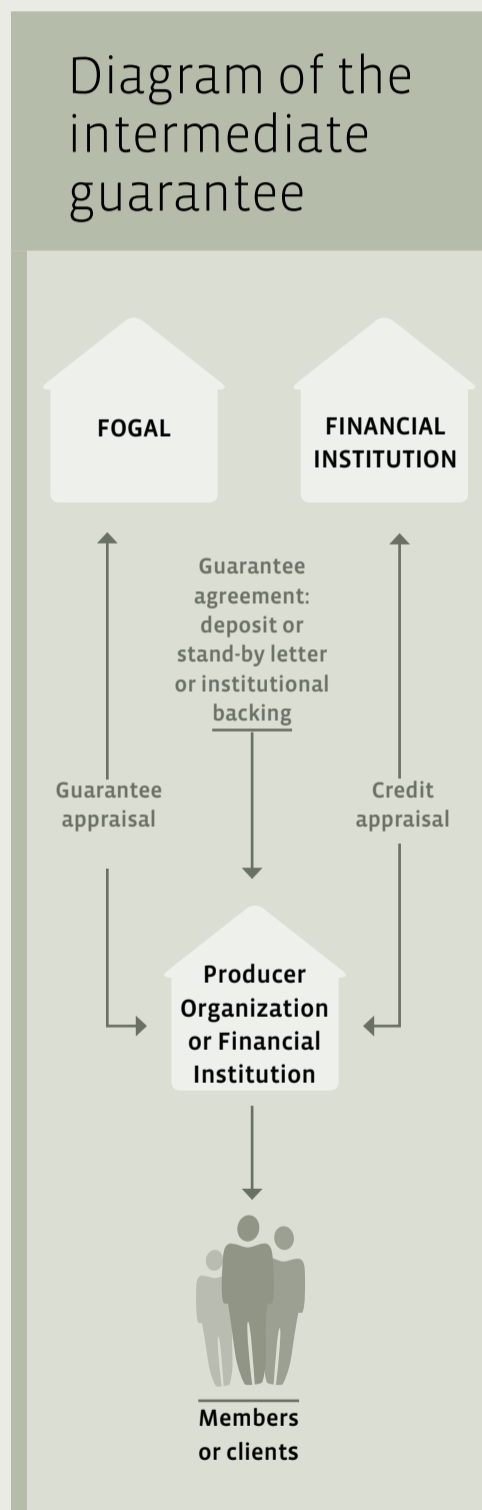 Diagram of the
intermediate
guarantee
FOGAL
FINANCIAL
INSTITUTION
Guarantee
agreement:
deposit or
stand-by letter
or institutional
backing
Guarantee
appraisal
Credit
appraisal
Producer
Organization
or Financial
Institution
Members
or clients